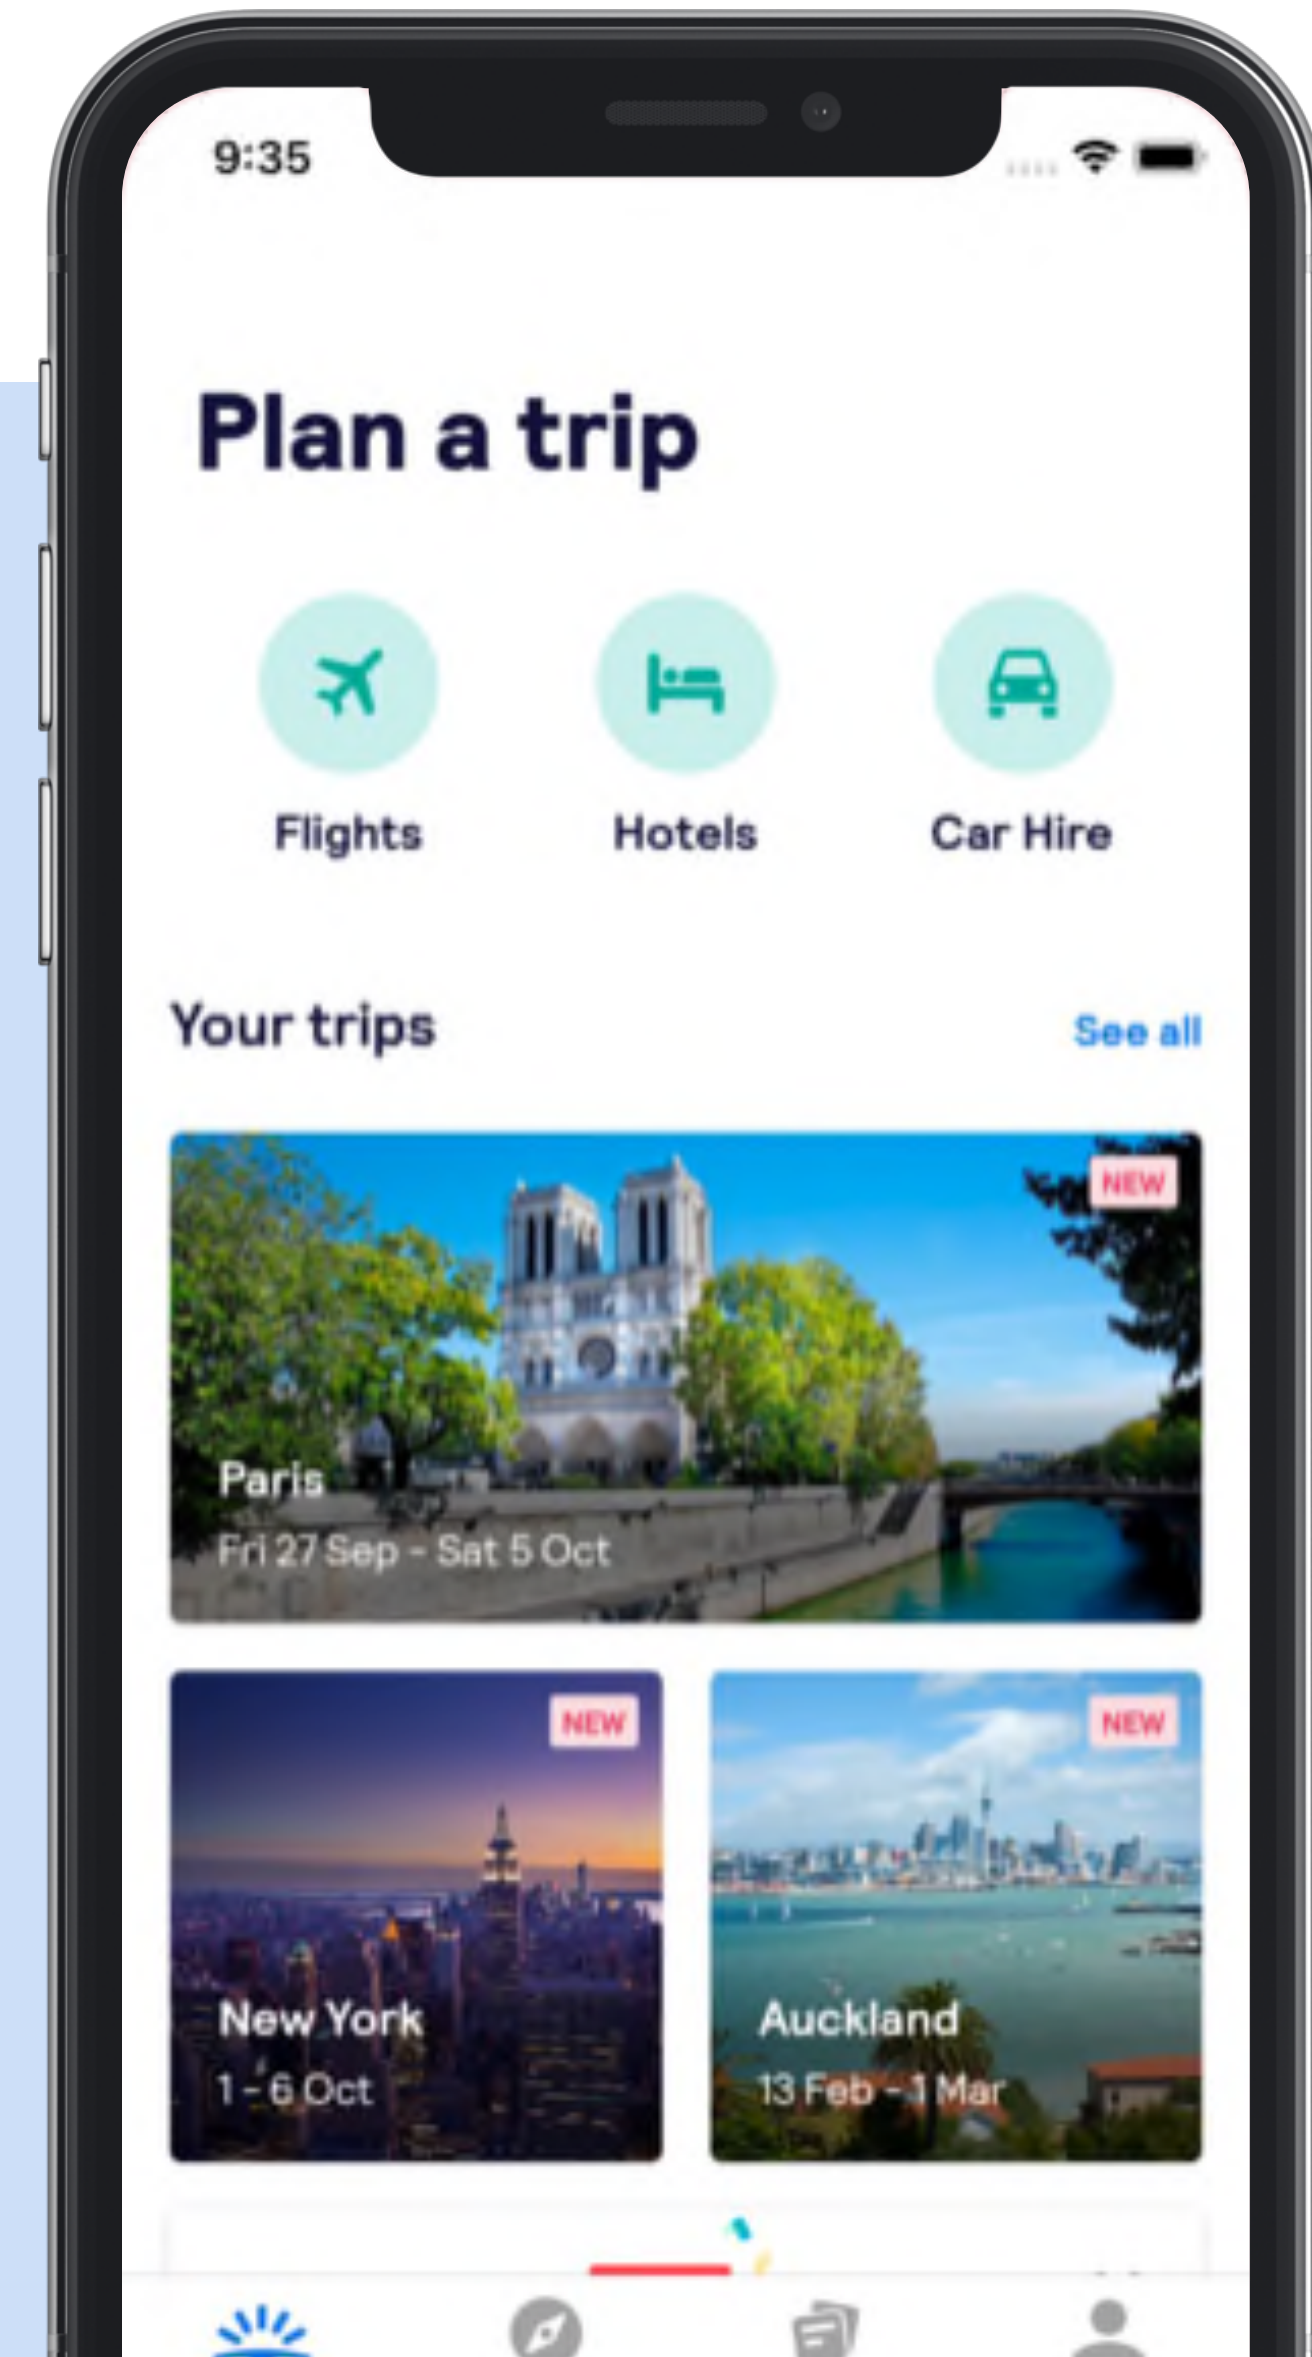 9:35
Plan a trip
Flights
Hotels
Car Hire
Your trips
See all
NEW
Paris
Fri 27 Sep - Sat 5 Oct
NEW
New York
1 - 6 Oct
NEW
Auckland
13 Feb - 1 Mar